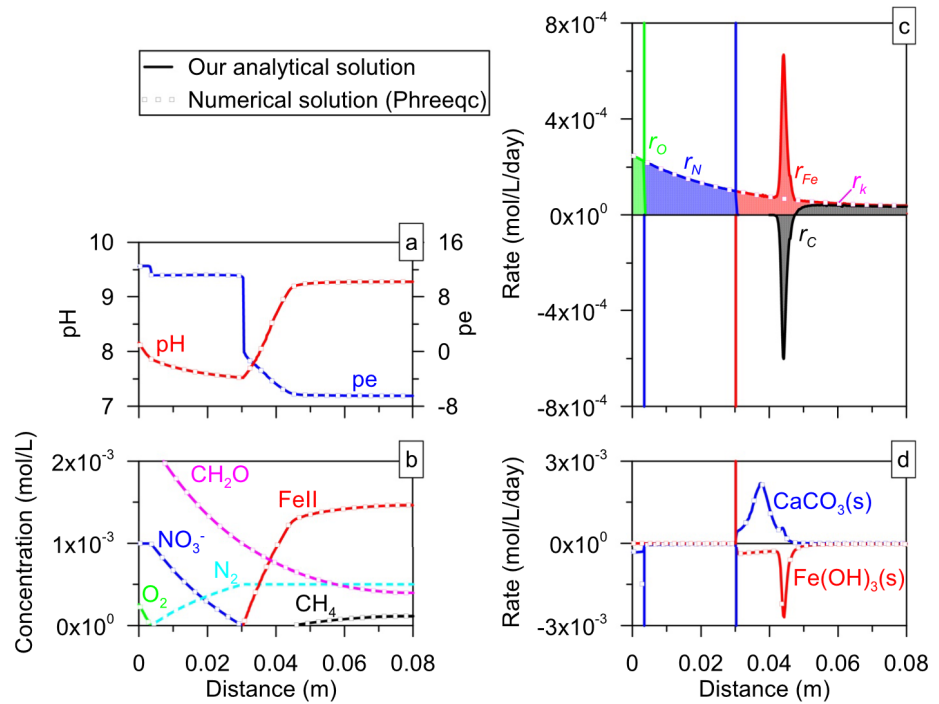 Our analytical solution
Numerical solution (Phreeqc)
a
10
9
8
7
pH
16
8
0
-8
pe
pH
pe
b
Concentration (mol/L)
2x10⁻³
1x10⁻³
0x10⁰
CH₂O
FeII
NO₃⁻
N₂
O₂
CH₄
0
0.02
0.04
0.06
0.08
Distance (m)
c
Rate (mol/L/day)
8x10⁻⁴
4x10⁻⁴
0x10⁰
-4x10⁻⁴
-8x10⁻⁴
r_O
r_N
r_Fe
r_k
r_C
d
Rate (mol/L/day)
3x10⁻³
0x10⁰
-3x10⁻³
CaCO₃(s)
Fe(OH)₃(s)
0
0.02
0.04
0.06
0.08
Distance (m)